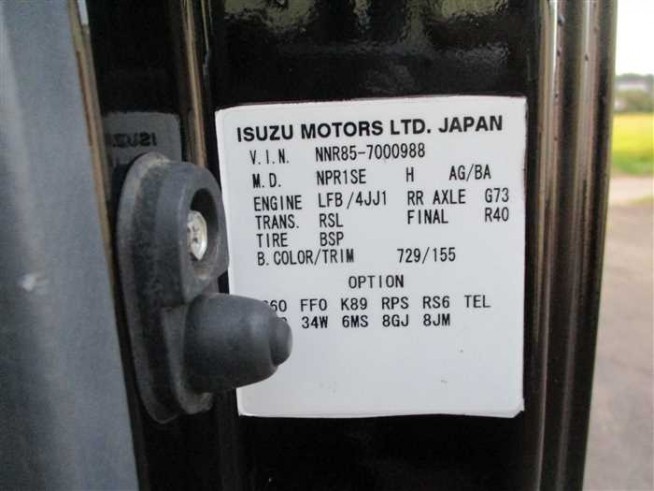 ISUZU MOTORS LTD. JAPAN
V.I.N. NNR85-7000988
M.D. NPR1SE H AG/BA
ENGINE LFB/4JJ1 RR AXLE G73
TRANS. RSL FINAL R40
TIRE BSP
B.COLOR/TRIM 729/155
OPTION
FF0 K89 RPS RS6 TEL
34W 6MS 8GJ 8JM